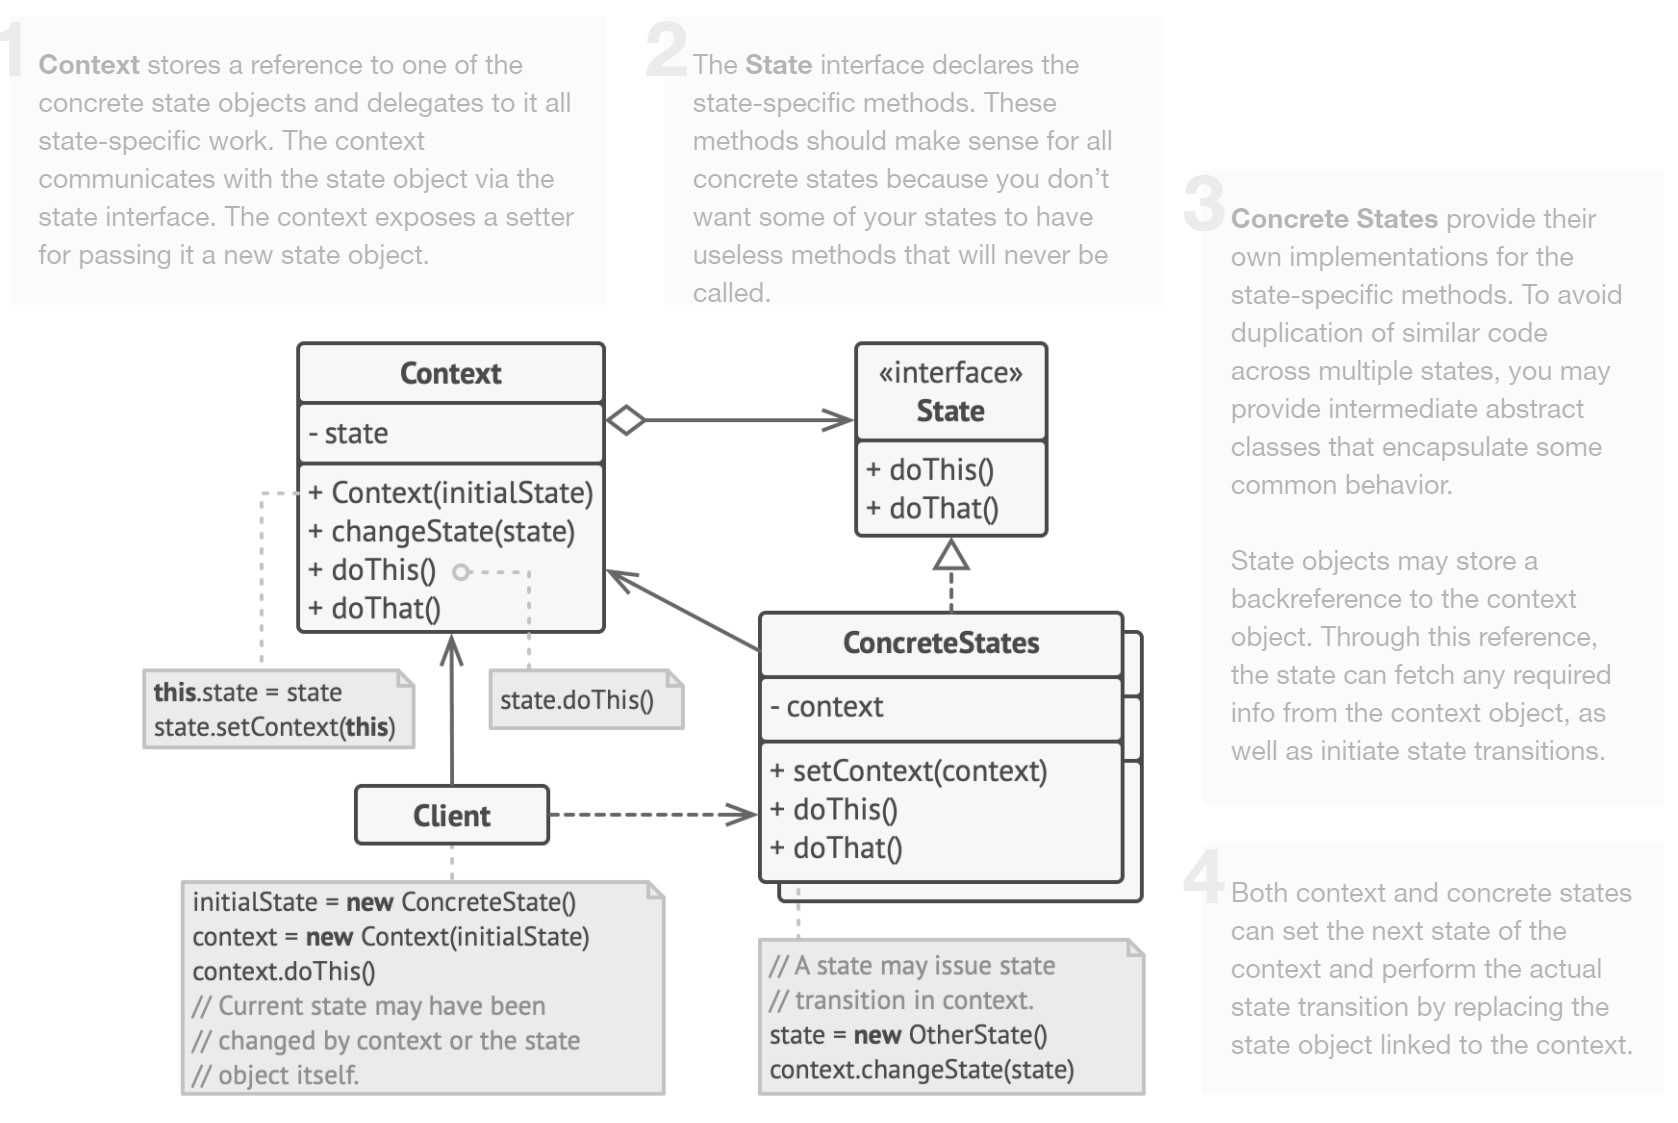 1
Context stores a reference to one of the
concrete state objects and delegates to it all
state-specific work. The context
communicates with the state object via the
state interface. The context exposes a setter
for passing it a new state object.
2
The State interface declares the
state-specific methods. These
methods should make sense for all
concrete states because you don’t
want some of your states to have
useless methods that will never be
called.
3
Concrete States provide their
own implementations for the
state-specific methods. To avoid
duplication of similar code
across multiple states, you may
provide intermediate abstract
classes that encapsulate some
common behavior.
State objects may store a
backreference to the context
object. Through this reference,
the state can fetch any required
info from the context object, as
well as initiate state transitions.
4
Both context and concrete states
can set the next state of the
context and perform the actual
state transition by replacing the
state object linked to the context.
Context
- state
+ Context(initialState)
+ changeState(state)
+ doThis()
+ doThat()
«interface»
State
+ doThis()
+ doThat()
this.state = state
state.setContext(this)
state.doThis()
ConcreteStates
- context
+ setContext(context)
+ doThis()
+ doThat()
Client
initialState = new ConcreteState()
context = new Context(initialState)
context.doThis()
// Current state may have been
// changed by context or the state
// object itself.
// A state may issue state
// transition in context.
state = new OtherState()
context.changeState(state)